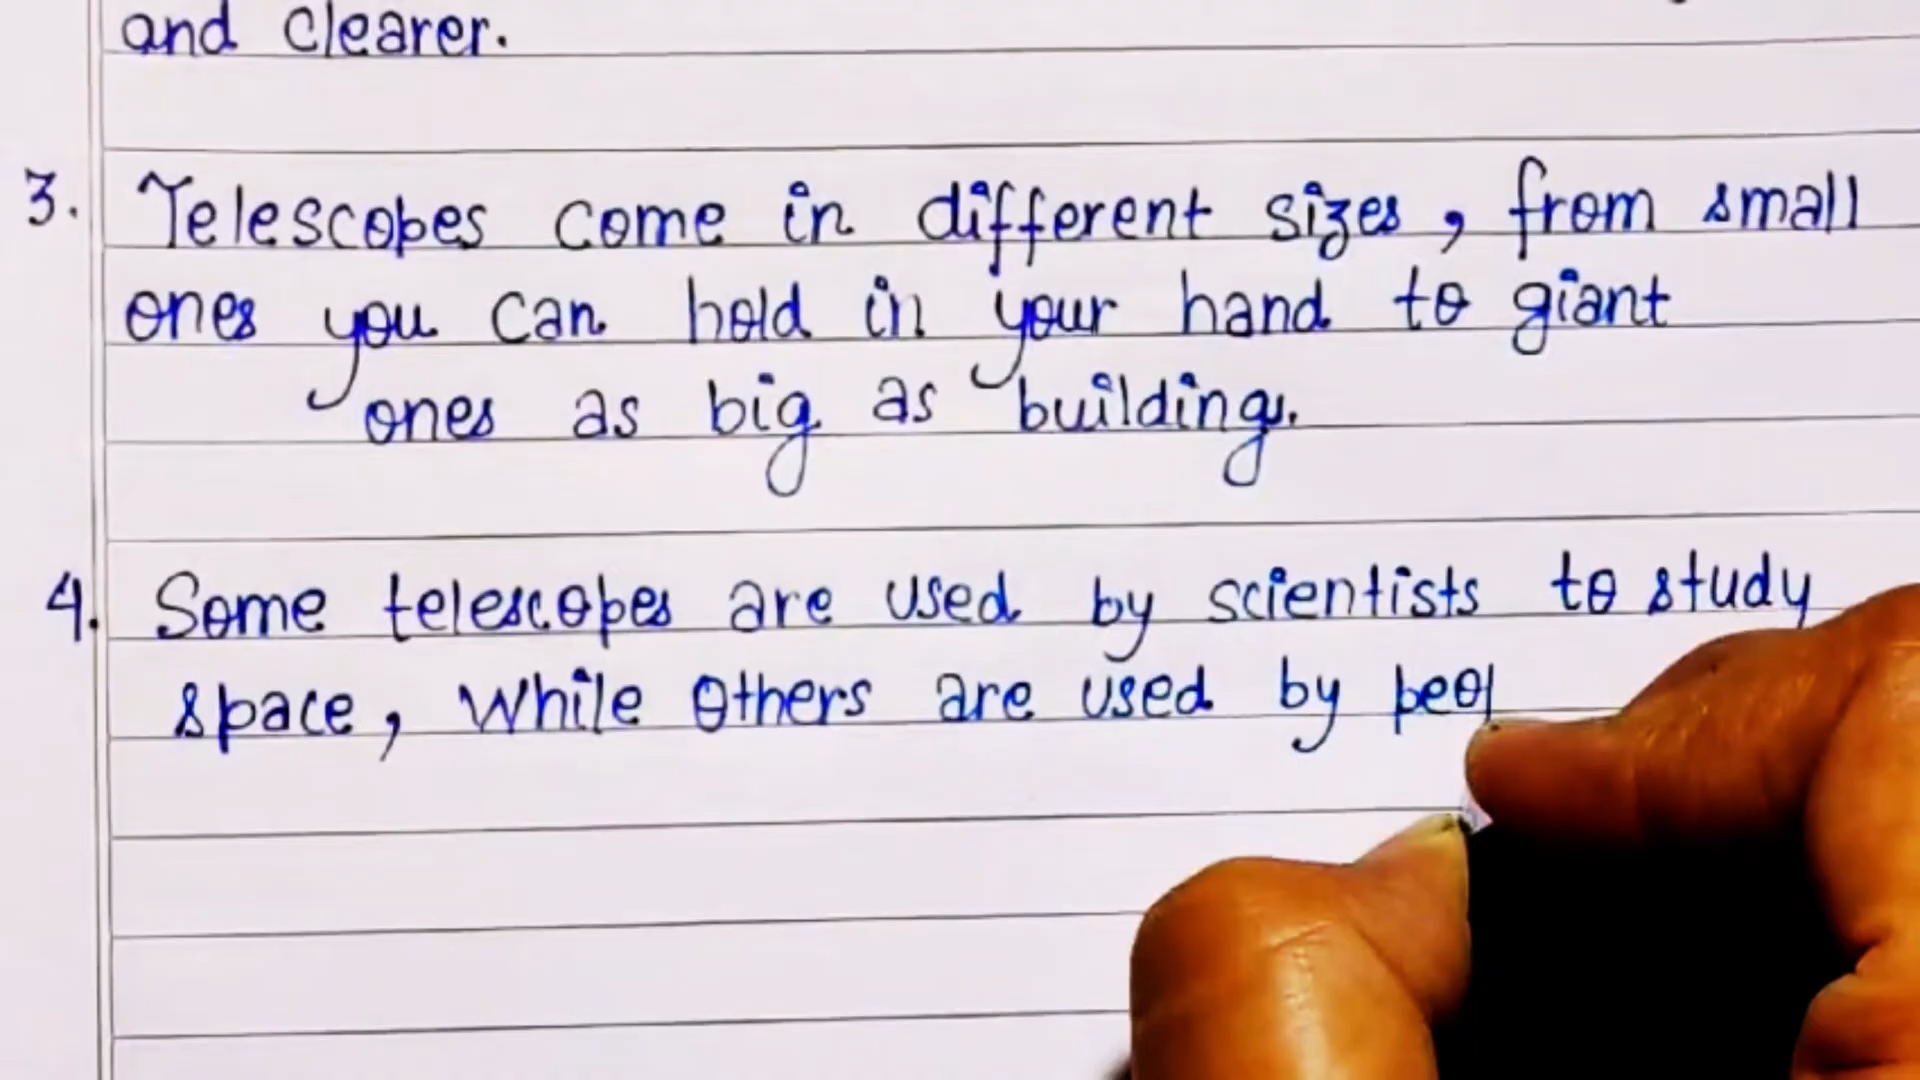 and clearer.
3. Telescopes come in different sizes, from small
ones you can hold in your hand to giant
ones as big as buildings.
4. Some telescopes are used by scientists to study
space, while others are used by